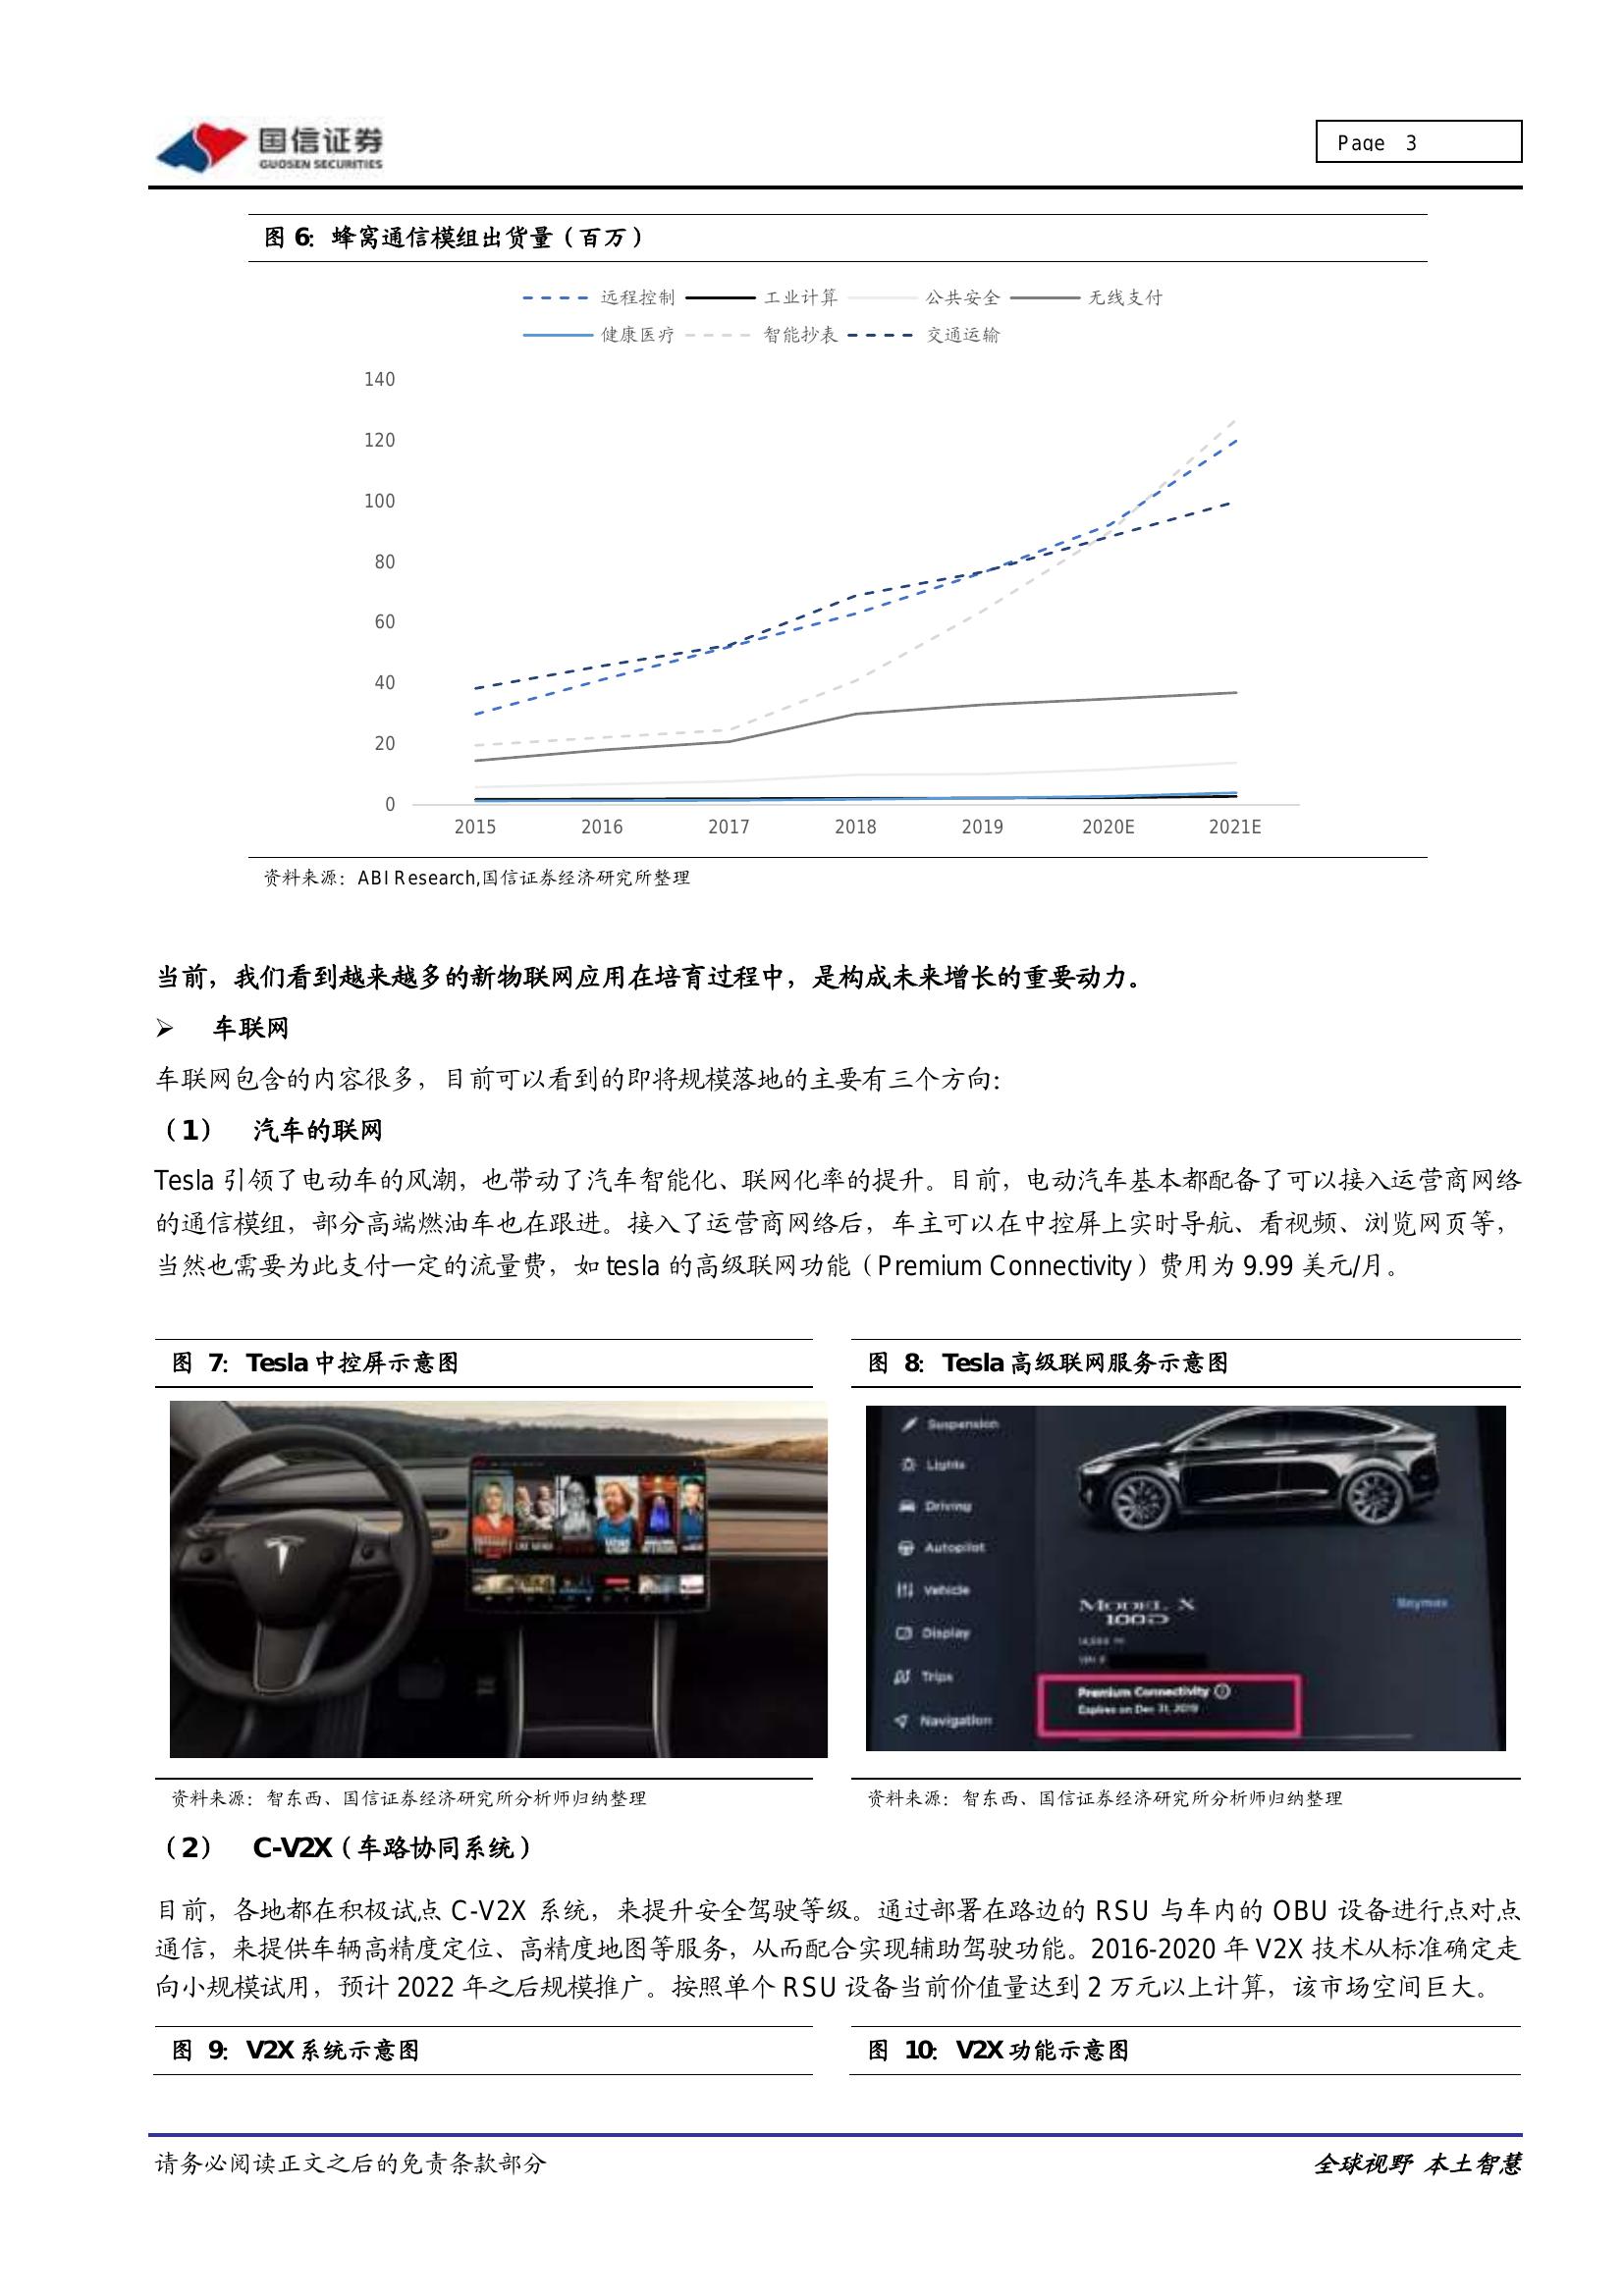 国信证券
GUOSEN SECURITIES
Page 3
图 6：蜂窝通信模组出货量（百万）
远程控制 工业计算 公共安全 无线支付
健康医疗 智能抄表 交通运输
140
120
100
80
60
40
20
0
2015 2016 2017 2018 2019 2020E 2021E
资料来源：ABI Research,国信证券经济研究所整理
当前，我们看到越来越多的新物联网应用在培育过程中，是构成未来增长的重要动力。
➢ 车联网
车联网包含的内容很多，目前可以看到的即将规模落地的主要有三个方向：
（1） 汽车的联网
Tesla 引领了电动车的风潮，也带动了汽车智能化、联网化率的提升。目前，电动汽车基本都配备了可以接入运营商网络
的通信模组，部分高端燃油车也在跟进。接入了运营商网络后，车主可以在中控屏上实时导航、看视频、浏览网页等，
当然也需要为此支付一定的流量费，如 tesla 的高级联网功能（Premium Connectivity）费用为 9.99 美元/月。
图 7：Tesla 中控屏示意图
图 8：Tesla 高级联网服务示意图
Suspension
Lights
Driving
Autopilot
Vehicle
Display
Trips
Navigation
MODEL X
100D
Premium Connectivity
Expires on Dec 31, 2019
资料来源：智东西、国信证券经济研究所分析师归纳整理
资料来源：智东西、国信证券经济研究所分析师归纳整理
（2） C-V2X（车路协同系统）
目前，各地都在积极试点 C-V2X 系统，来提升安全驾驶等级。通过部署在路边的 RSU 与车内的 OBU 设备进行点对点
通信，来提供车辆高精度定位、高精度地图等服务，从而配合实现辅助驾驶功能。2016-2020 年 V2X 技术从标准确定走
向小规模试用，预计 2022 年之后规模推广。按照单个 RSU 设备当前价值量达到 2 万元以上计算，该市场空间巨大。
图 9：V2X 系统示意图
图 10：V2X 功能示意图
请务必阅读正文之后的免责条款部分
全球视野 本土智慧